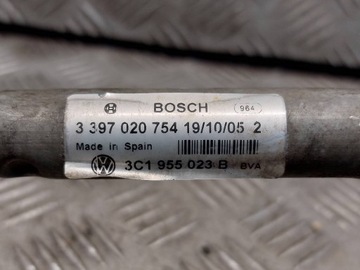 BOSCH 964
3 397 020 754 19/10/05 2
Made in Spain
3C1 955 023 B BVA